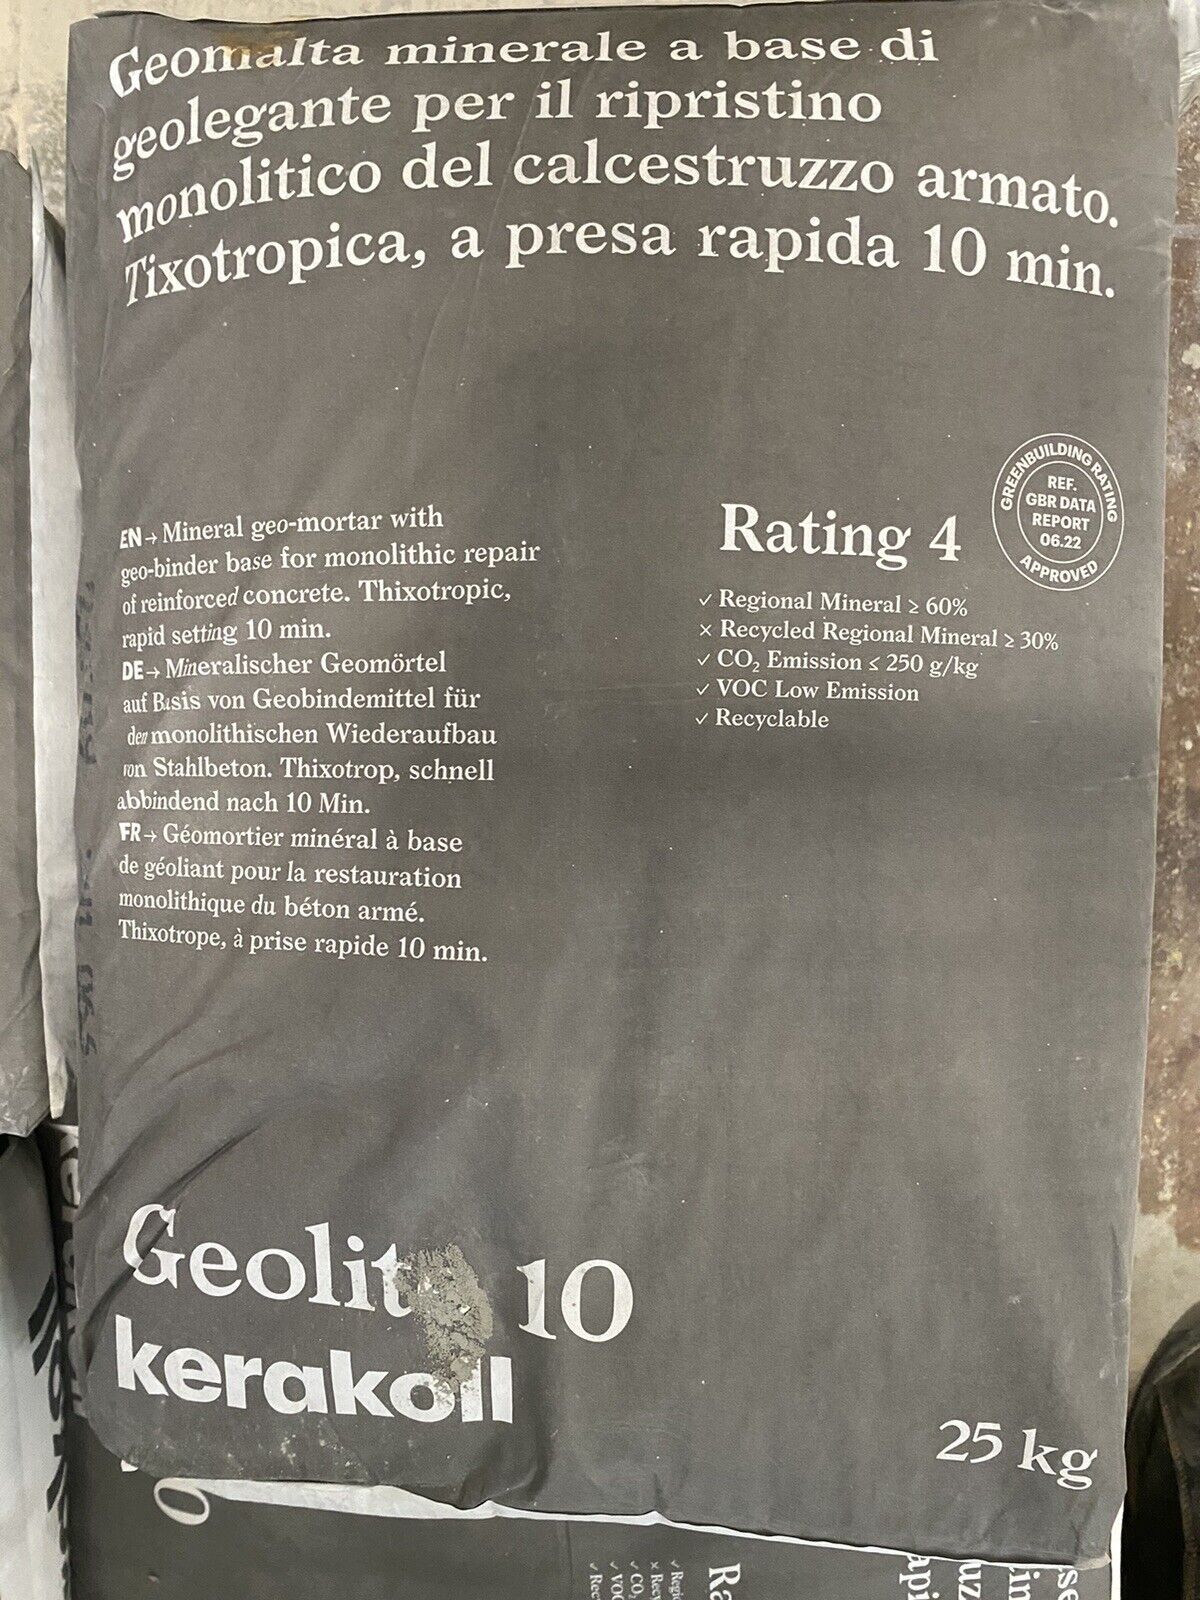 Geomalta minerale a base di
geolegante per il ripristino
monolitico del calcestruzzo armato.
Tixotropica, a presa rapida 10 min.
EN→ Mineral geo-mortar with
geo-binder base for monolithic repair
of reinforced concrete. Thixotropic,
rapid setting 10 min.
DE→ Mineralischer Geomörtel
auf Basis von Geobindemittel für
den monolithischen Wiederaufbau
von Stahlbeton. Thixotrop, schnell
abbindend nach 10 Min.
FR→ Géomortier minéral à base
de géoliant pour la restauration
monolithique du béton armé.
Thixotrope, à prise rapide 10 min.
Rating 4
✓ Regional Mineral ≥ 60%
× Recycled Regional Mineral ≥ 30%
✓ CO₂ Emission ≤ 250 g/kg
✓ VOC Low Emission
✓ Recyclable
GREENBUILDING RATING
REF.
GBR DATA
REPORT
06.22
APPROVED
Geolite 10
kerakoll
25 kg